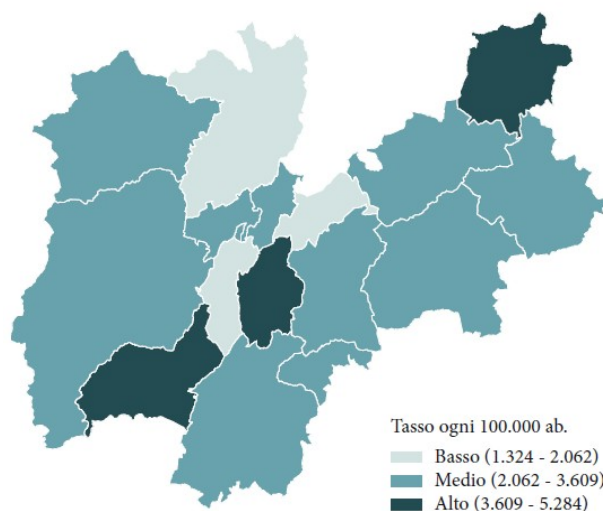 Tasso ogni 100.000 ab.
Basso (1.324 - 2.062)
Medio (2.062 - 3.609)
Alto (3.609 - 5.284)